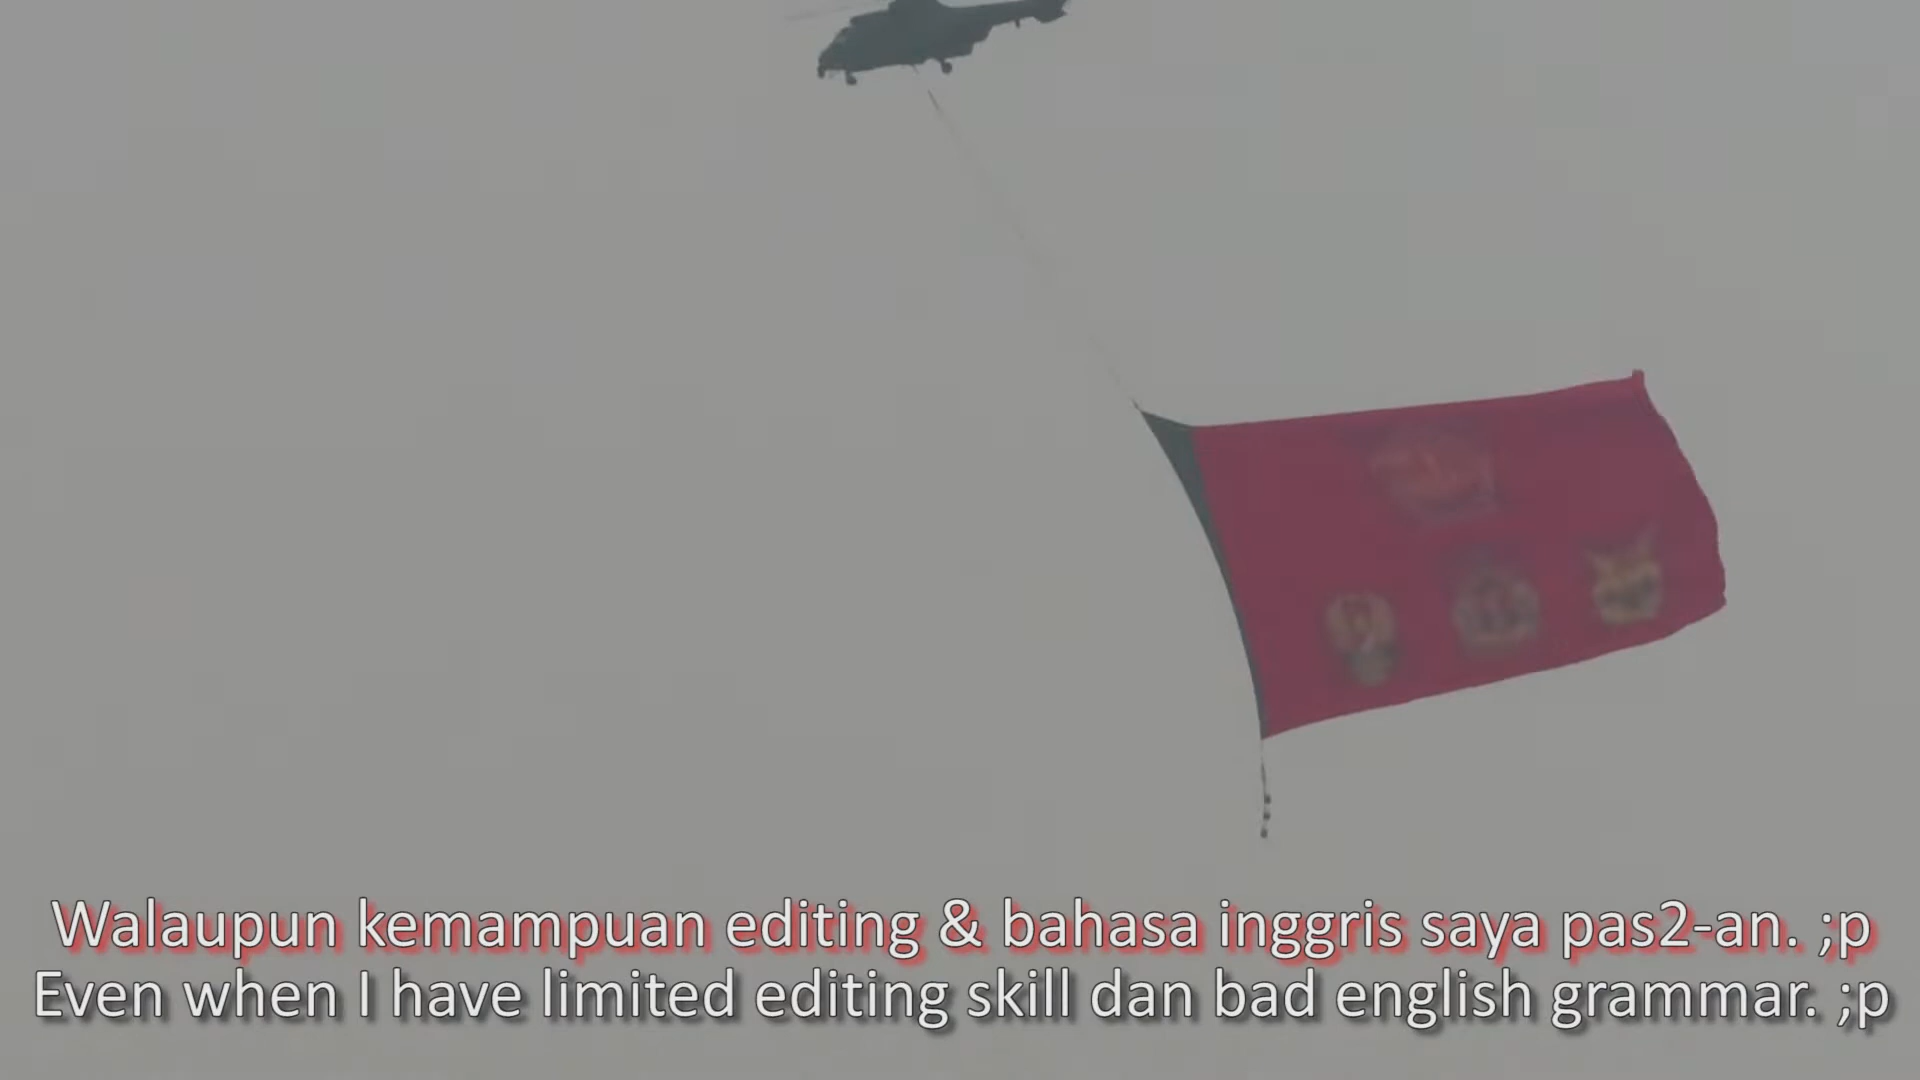 Walaupun kemampuan editing & bahasa inggris saya pas2-an. ;p
Even when I have limited editing skill dan bad english grammar. ;p